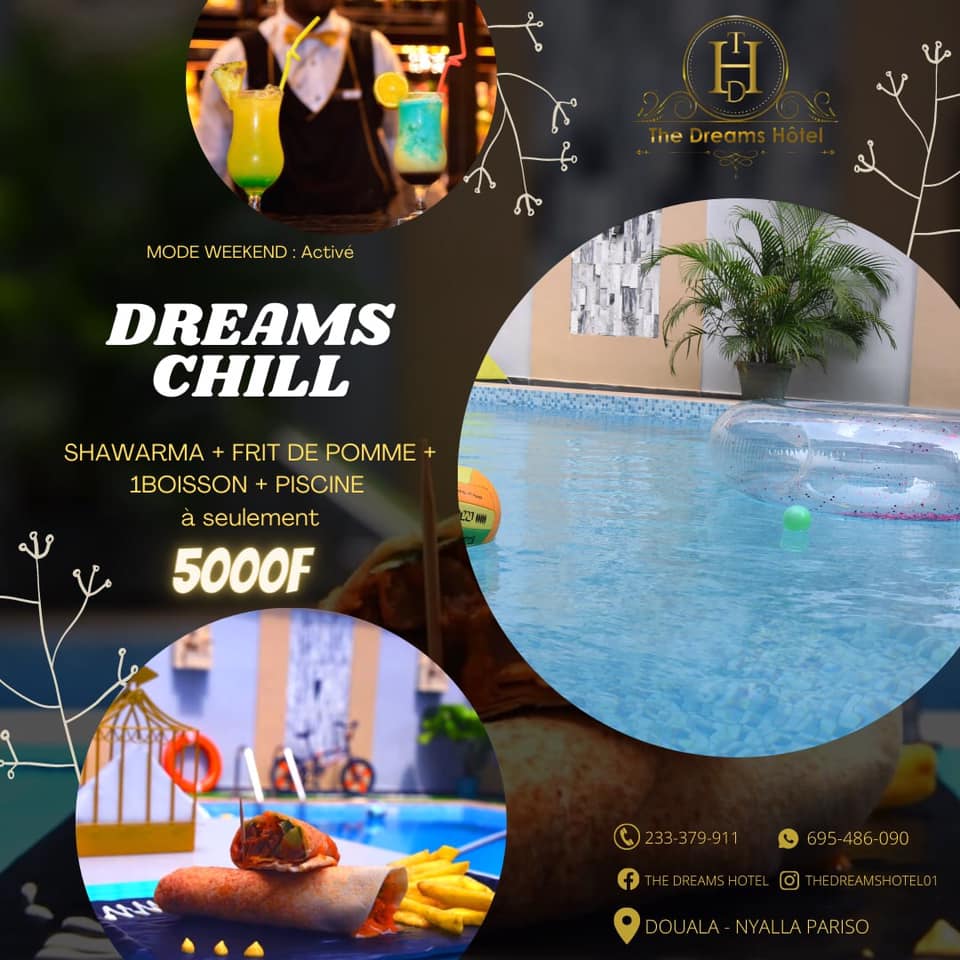 THD
The Dreams Hôtel
MODE WEEKEND : Activé
DREAMS
CHILL
SHAWARMA + FRIT DE POMME +
1BOISSON + PISCINE
à seulement
5000F
233-379-911
695-486-090
THE DREAMS HOTEL
THEDREAMSHOTEL01
DOUALA - NYALLA PARISO